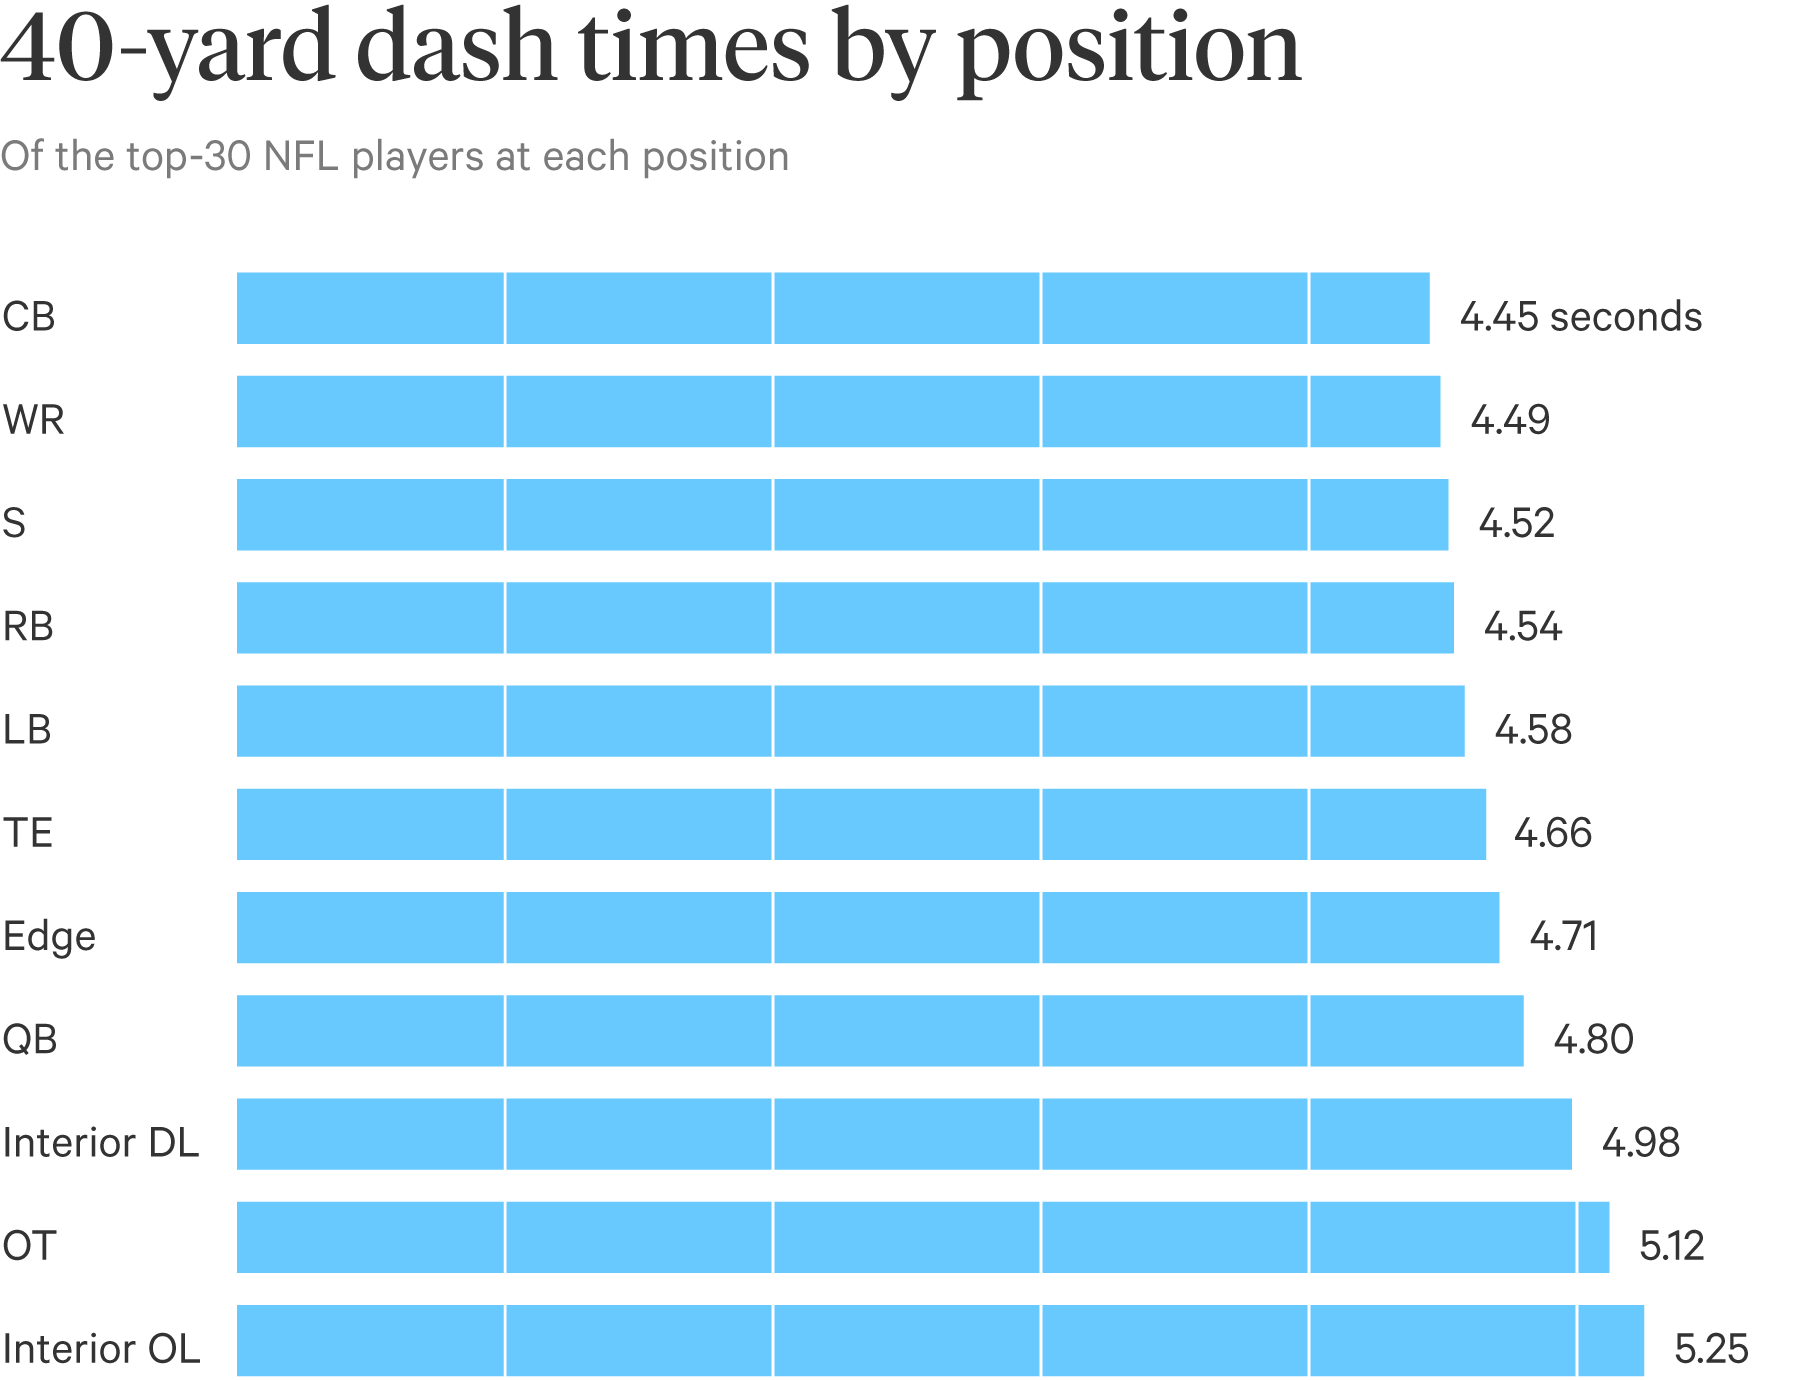 40-yard dash times by position
Of the top-30 NFL players at each position
CB 4.45 seconds
WR 4.49
S 4.52
RB 4.54
LB 4.58
TE 4.66
Edge 4.71
QB 4.80
Interior DL 4.98
OT 5.12
Interior OL 5.25